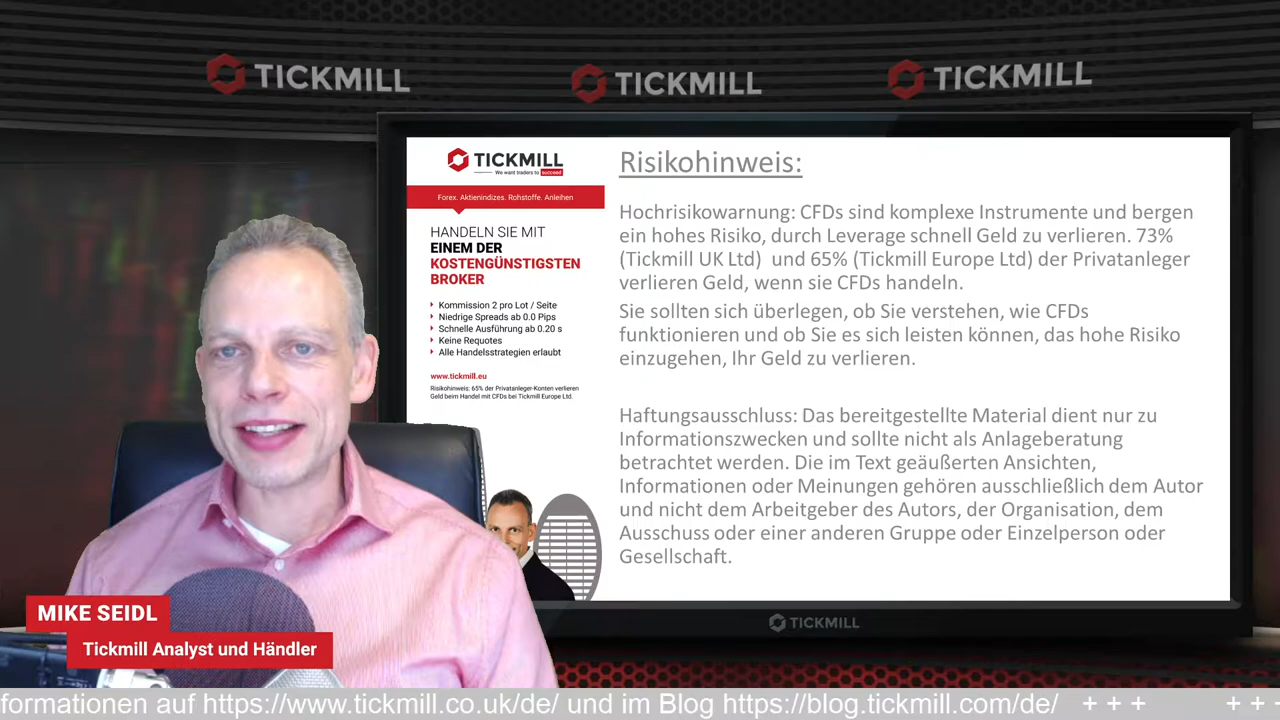 TICKMILL
TICKMILL
TICKMILL
TICKMILL
We want traders to succeed
Forex. Aktienindizes. Rohstoffe. Anleihen
HANDELN SIE MIT
EINEM DER
KOSTENGÜNSTIGSTEN
BROKER
Kommission 2 pro Lot / Seite
Niedrige Spreads ab 0.0 Pips
Schnelle Ausführung ab 0.20 s
Keine Requotes
Alle Handelsstrategien erlaubt
www.tickmill.eu
Risikohinweis: 65% der Privatanleger-Konten verlieren
Geld beim Handel mit CFDs bei Tickmill Europe Ltd.
Risikohinweis:
Hochrisikowarnung: CFDs sind komplexe Instrumente und bergen
ein hohes Risiko, durch Leverage schnell Geld zu verlieren. 73%
(Tickmill UK Ltd) und 65% (Tickmill Europe Ltd) der Privatanleger
verlieren Geld, wenn sie CFDs handeln.
Sie sollten sich überlegen, ob Sie verstehen, wie CFDs
funktionieren und ob Sie es sich leisten können, das hohe Risiko
einzugehen, Ihr Geld zu verlieren.
Haftungsausschluss: Das bereitgestellte Material dient nur zu
Informationszwecken und sollte nicht als Anlageberatung
betrachtet werden. Die im Text geäußerten Ansichten,
Informationen oder Meinungen gehören ausschließlich dem Autor
und nicht dem Arbeitgeber des Autors, der Organisation, dem
Ausschuss oder einer anderen Gruppe oder Einzelperson oder
Gesellschaft.
TICKMILL
MIKE SEIDL
Tickmill Analyst und Händler
formationen auf https://www.tickmill.co.uk/de/ und im Blog https://blog.tickmill.com/de/ +++ ++